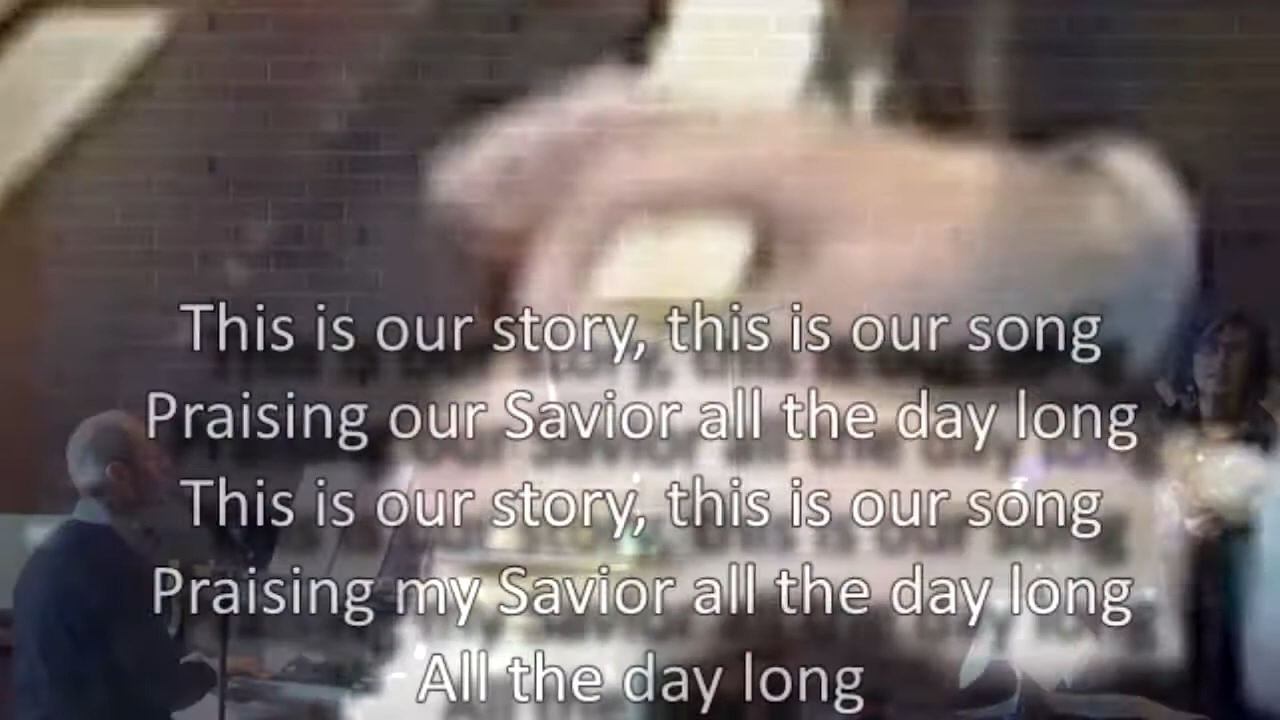 This is our story, this is our song
Praising our Savior all the day long
This is our story, this is our song
Praising my Savior all the day long
All the day long